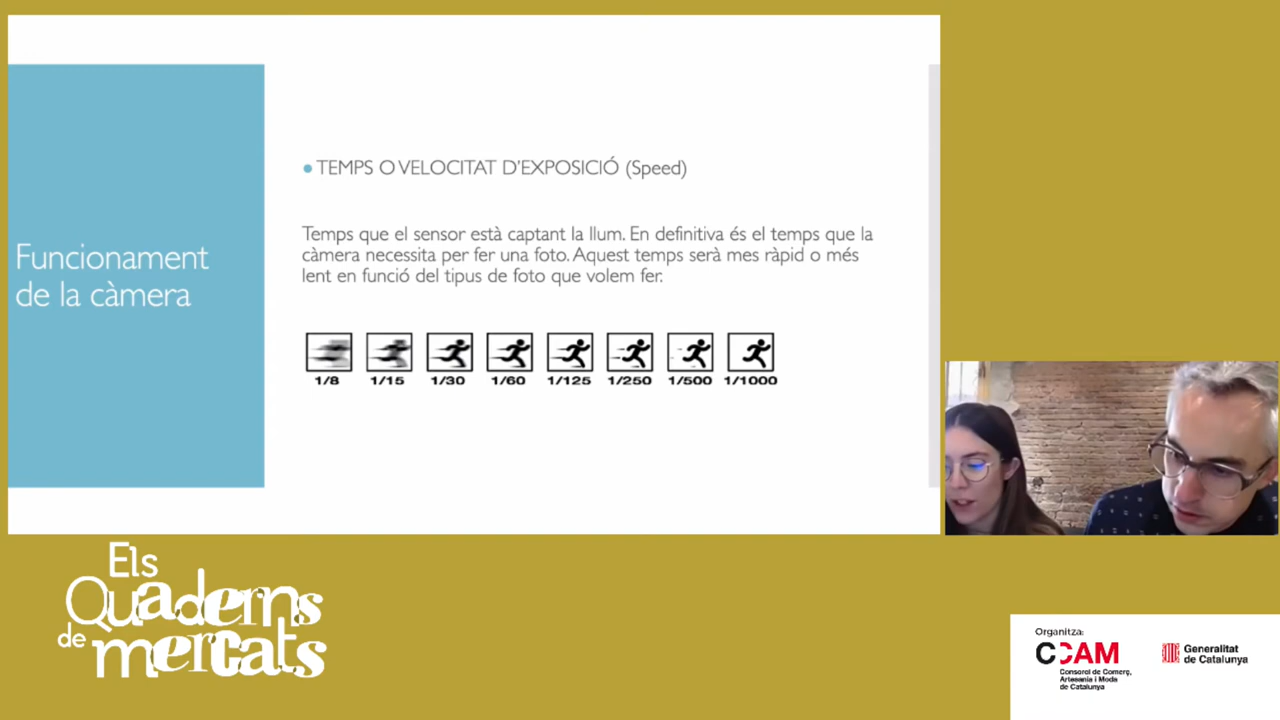 Funcionament
de la càmera
TEMPS O VELOCITAT D'EXPOSICIÓ (Speed)
Temps que el sensor està captant la llum. En definitiva és el temps que la
càmera necessita per fer una foto. Aquest temps serà mes ràpid o més
lent en funció del tipus de foto que volem fer.
1/8 1/15 1/30 1/60 1/125 1/250 1/500 1/1000
Els
Quaderns
de mercats
Organitza:
CCAM
Consorci de Comerç,
Artesania i Moda
de Catalunya
Generalitat
de Catalunya